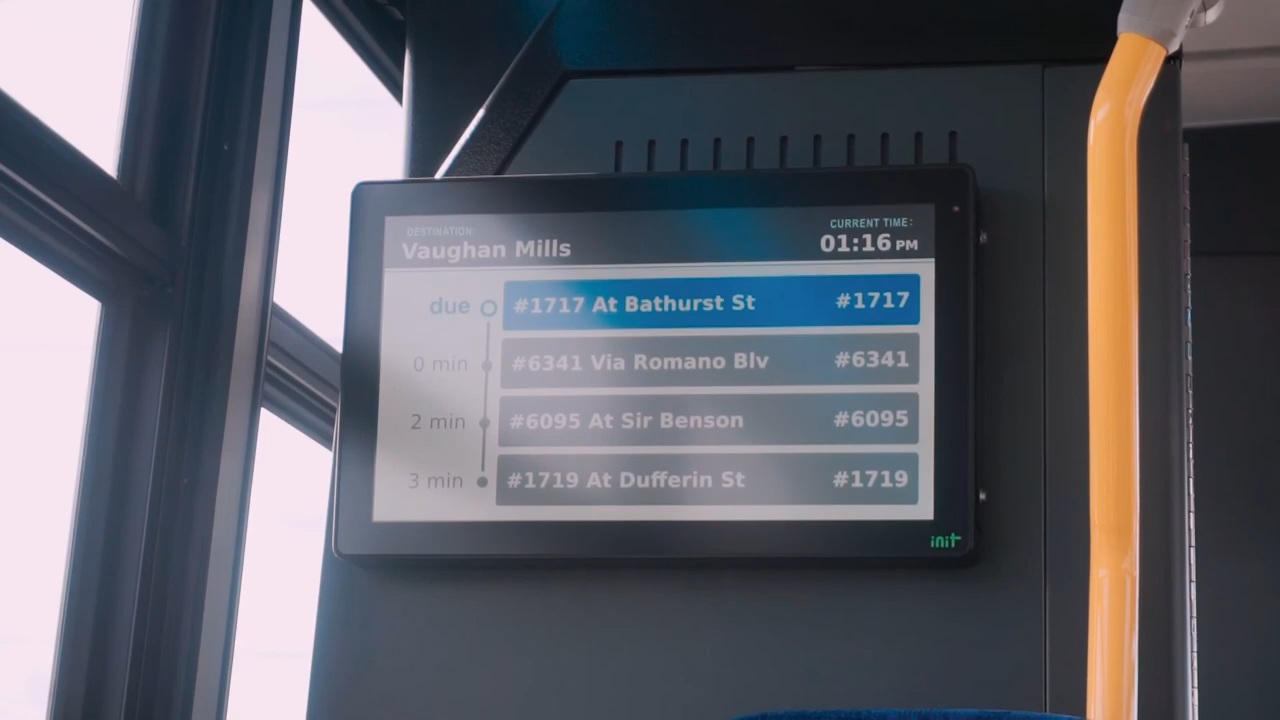 DESTINATION:
Vaughan Mills
CURRENT TIME:
01:16 PM
due #1717 At Bathurst St #1717
0 min #6341 Via Romano Blv #6341
2 min #6095 At Sir Benson #6095
3 min #1719 At Dufferin St #1719
init